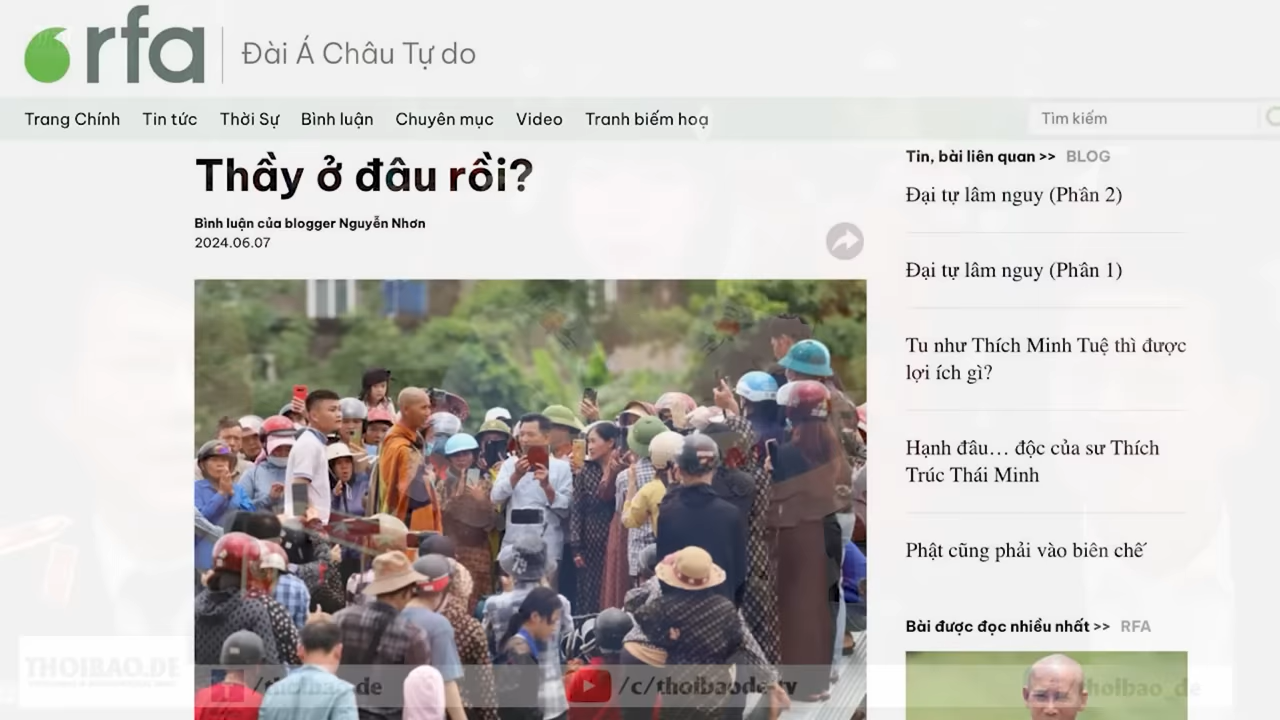 rfa Đài Á Châu Tự do
Trang Chính Tin tức Thời Sự Bình luận Chuyên mục Video Tranh biếm hoạ Tìm kiếm
Thầy ở đâu rồi?
Bình luận của blogger Nguyễn Nhơn
2024.06.07
Tin, bài liên quan >> BLOG
Đại tự lâm nguy (Phần 2)
Đại tự lâm nguy (Phần 1)
Tu như Thích Minh Tuệ thì được
lợi ích gì?
Hạnh đâu… độc của sư Thích
Trúc Thái Minh
Phật cũng phải vào biên chế
Bài được đọc nhiều nhất >> RFA
THOIBAO.DE
/thoibao.de
/c/thoibaode-tv
/thoibao_de